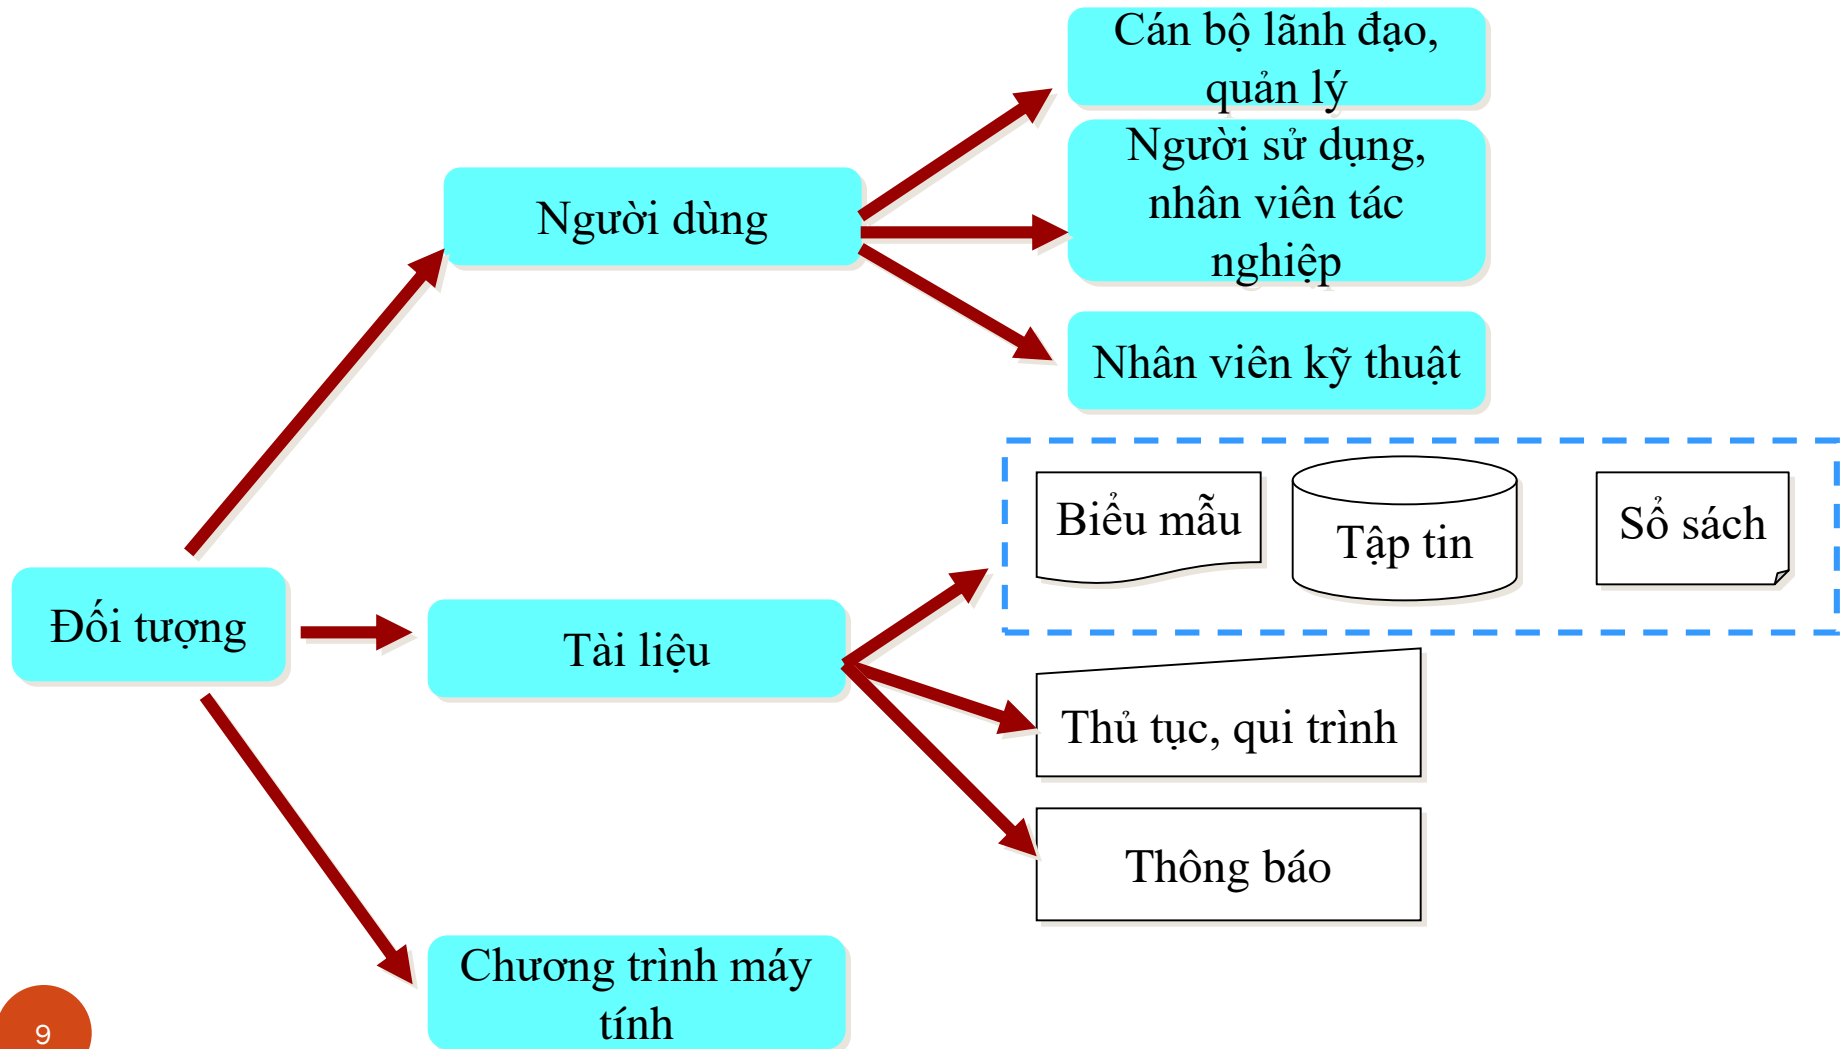 Cán bộ lãnh đạo,
quản lý
Người sử dụng,
nhân viên tác
nghiệp
Người dùng
Nhân viên kỹ thuật
Biểu mẫu
Tập tin
Sổ sách
Đối tượng
Tài liệu
Thủ tục, qui trình
Thông báo
Chương trình máy
tính
9